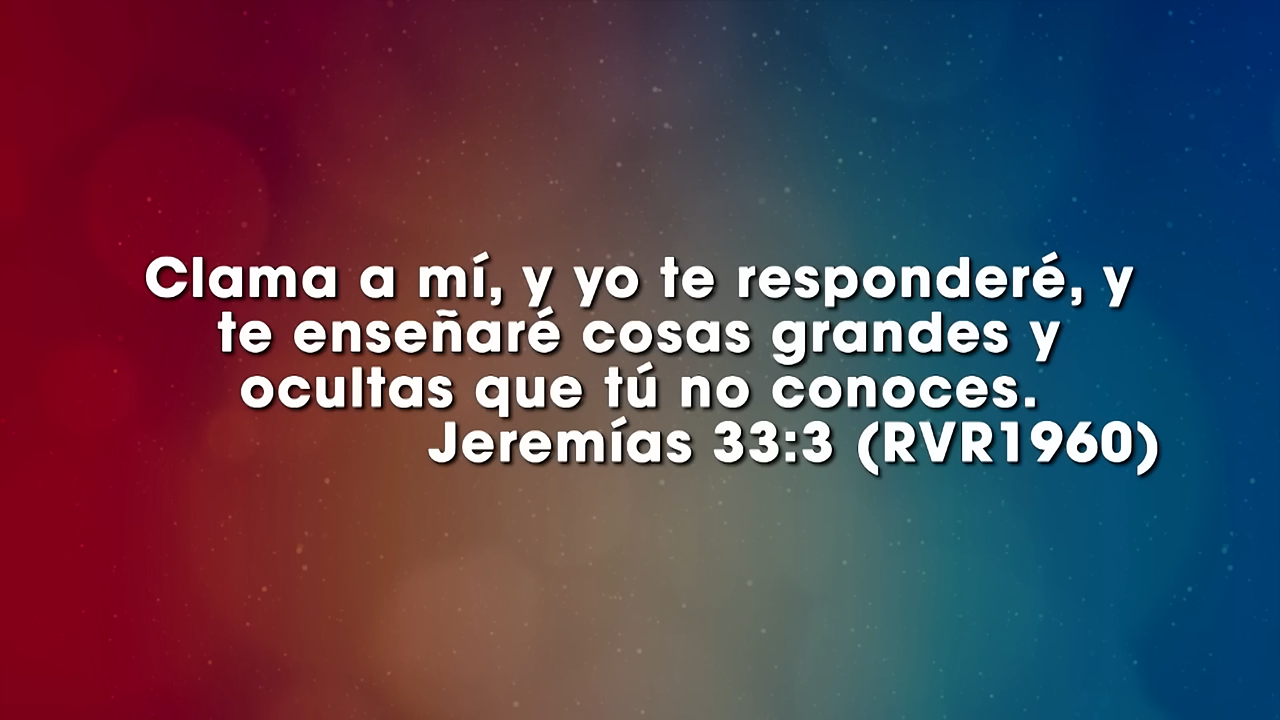 Clama a mí, y yo te responderé, y
te enseñaré cosas grandes y
ocultas que tú no conoces.
Jeremías 33:3 (RVR1960)